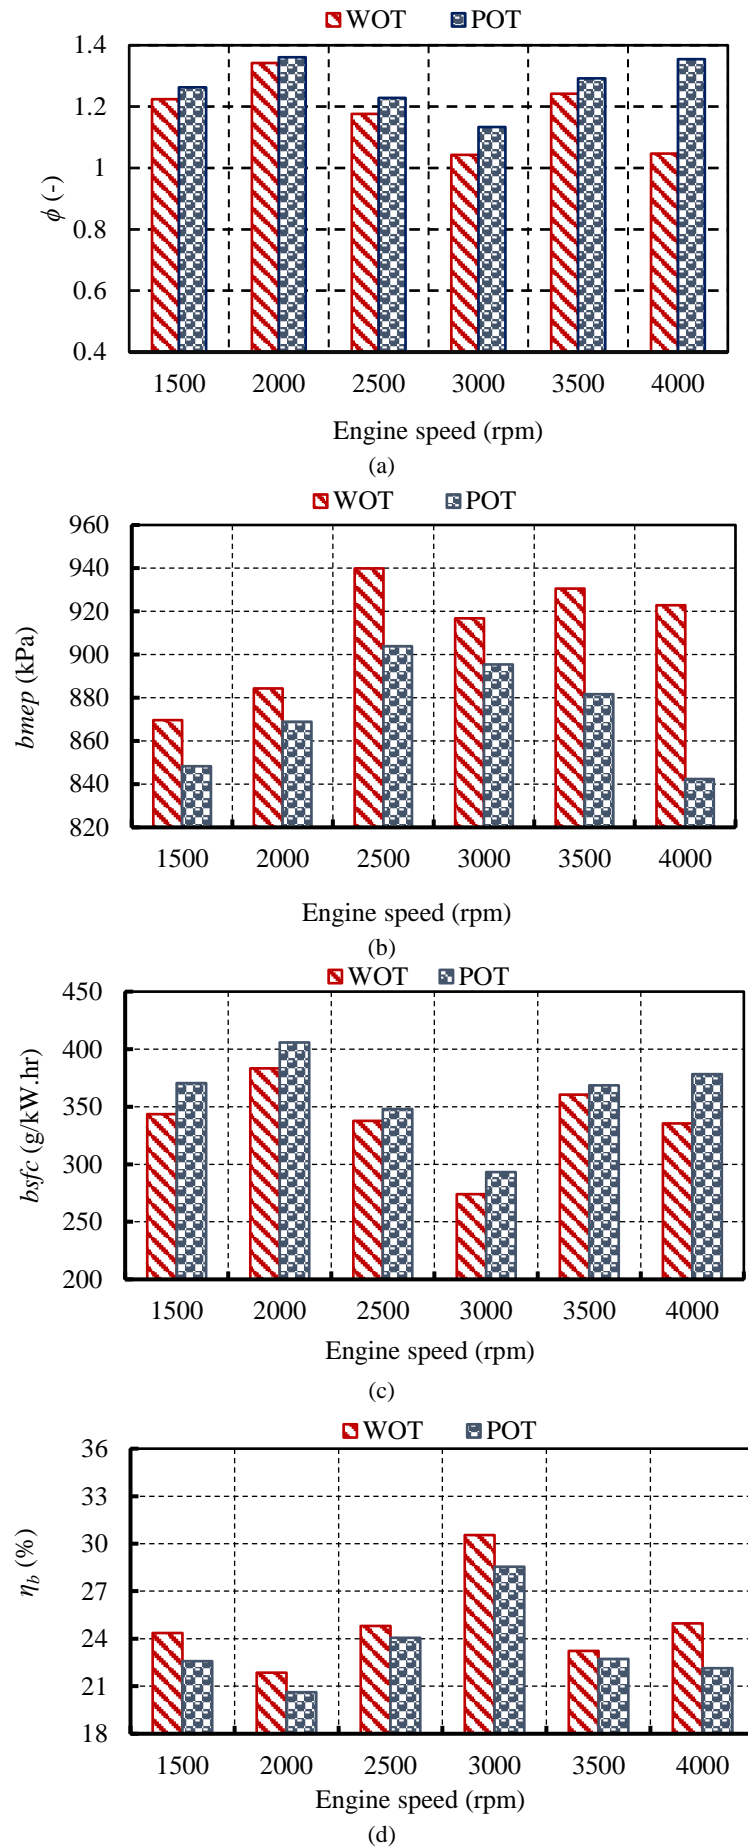 WOT POT
1.4
1.2
1
0.8
0.6
0.4
ϕ (-)
1500 2000 2500 3000 3500 4000
Engine speed (rpm)
(a)
WOT POT
960
940
920
900
880
860
840
820
bmep (kPa)
1500 2000 2500 3000 3500 4000
Engine speed (rpm)
(b)
WOT POT
450
400
350
300
250
200
bsfc (g/kW.hr)
1500 2000 2500 3000 3500 4000
Engine speed (rpm)
(c)
WOT POT
36
33
30
27
24
21
18
ηb (%)
1500 2000 2500 3000 3500 4000
Engine speed (rpm)
(d)